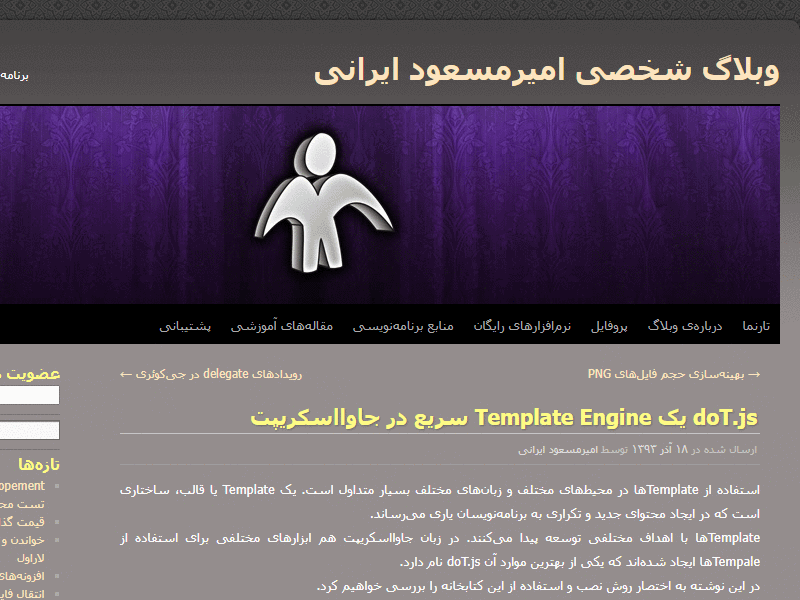 وبلاگ شخصی امیرمسعود ایرانی
برنامه
تارنما درباره‌ی وبلاگ پروفایل نرم‌افزارهای رایگان منابع برنامه‌نویسی مقاله‌های آموزشی پشتیبانی
→ بهینه‌سازی حجم فایل‌های PNG
رویدادهای delegate در جی‌کوئری ←
doT.js یک Template Engine سریع در جاوااسکریپت
ارسال شده در ۱۸ آذر ۱۳۹۳ توسط امیرمسعود ایرانی
استفاده از Templateها در محیط‌های مختلف و زبان‌های مختلف بسیار متداول است. یک Template یا قالب، ساختاری
است که در ایجاد محتوای جدید و تکراری به برنامه‌نویسان یاری می‌رساند.
Templateها با اهداف مختلفی توسعه پیدا می‌کنند. در زبان جاوااسکریپت هم ابزارهای مختلفی برای استفاده از
Tempaleها ایجاد شده‌اند که یکی از بهترین موارد آن doT.js نام دارد.
در این نوشته به اختصار روش نصب و استفاده از این کتابخانه را بررسی خواهیم کرد.
عضویت
تازه‌ها
تست
قیمت
خواندن و
لاراول
افزونه‌های
انتقال